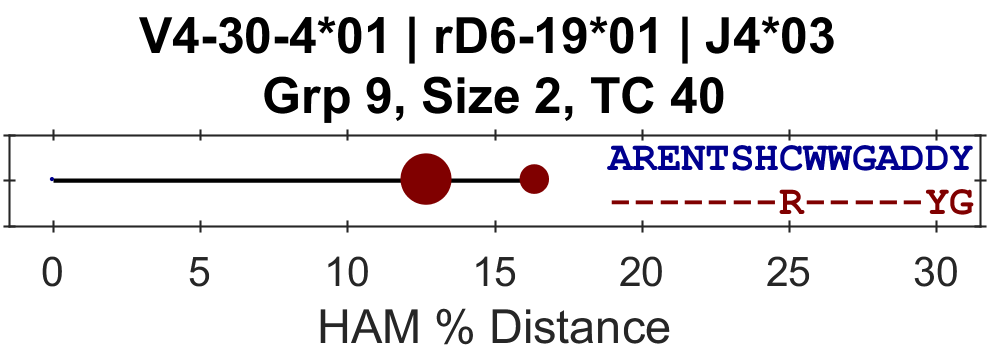 V4-30-4*01 | rD6-19*01 | J4*03
Grp 9, Size 2, TC 40
ARENTSHCWWGADDY
-------R-----YG
0 5 10 15 20 25 30
HAM % Distance